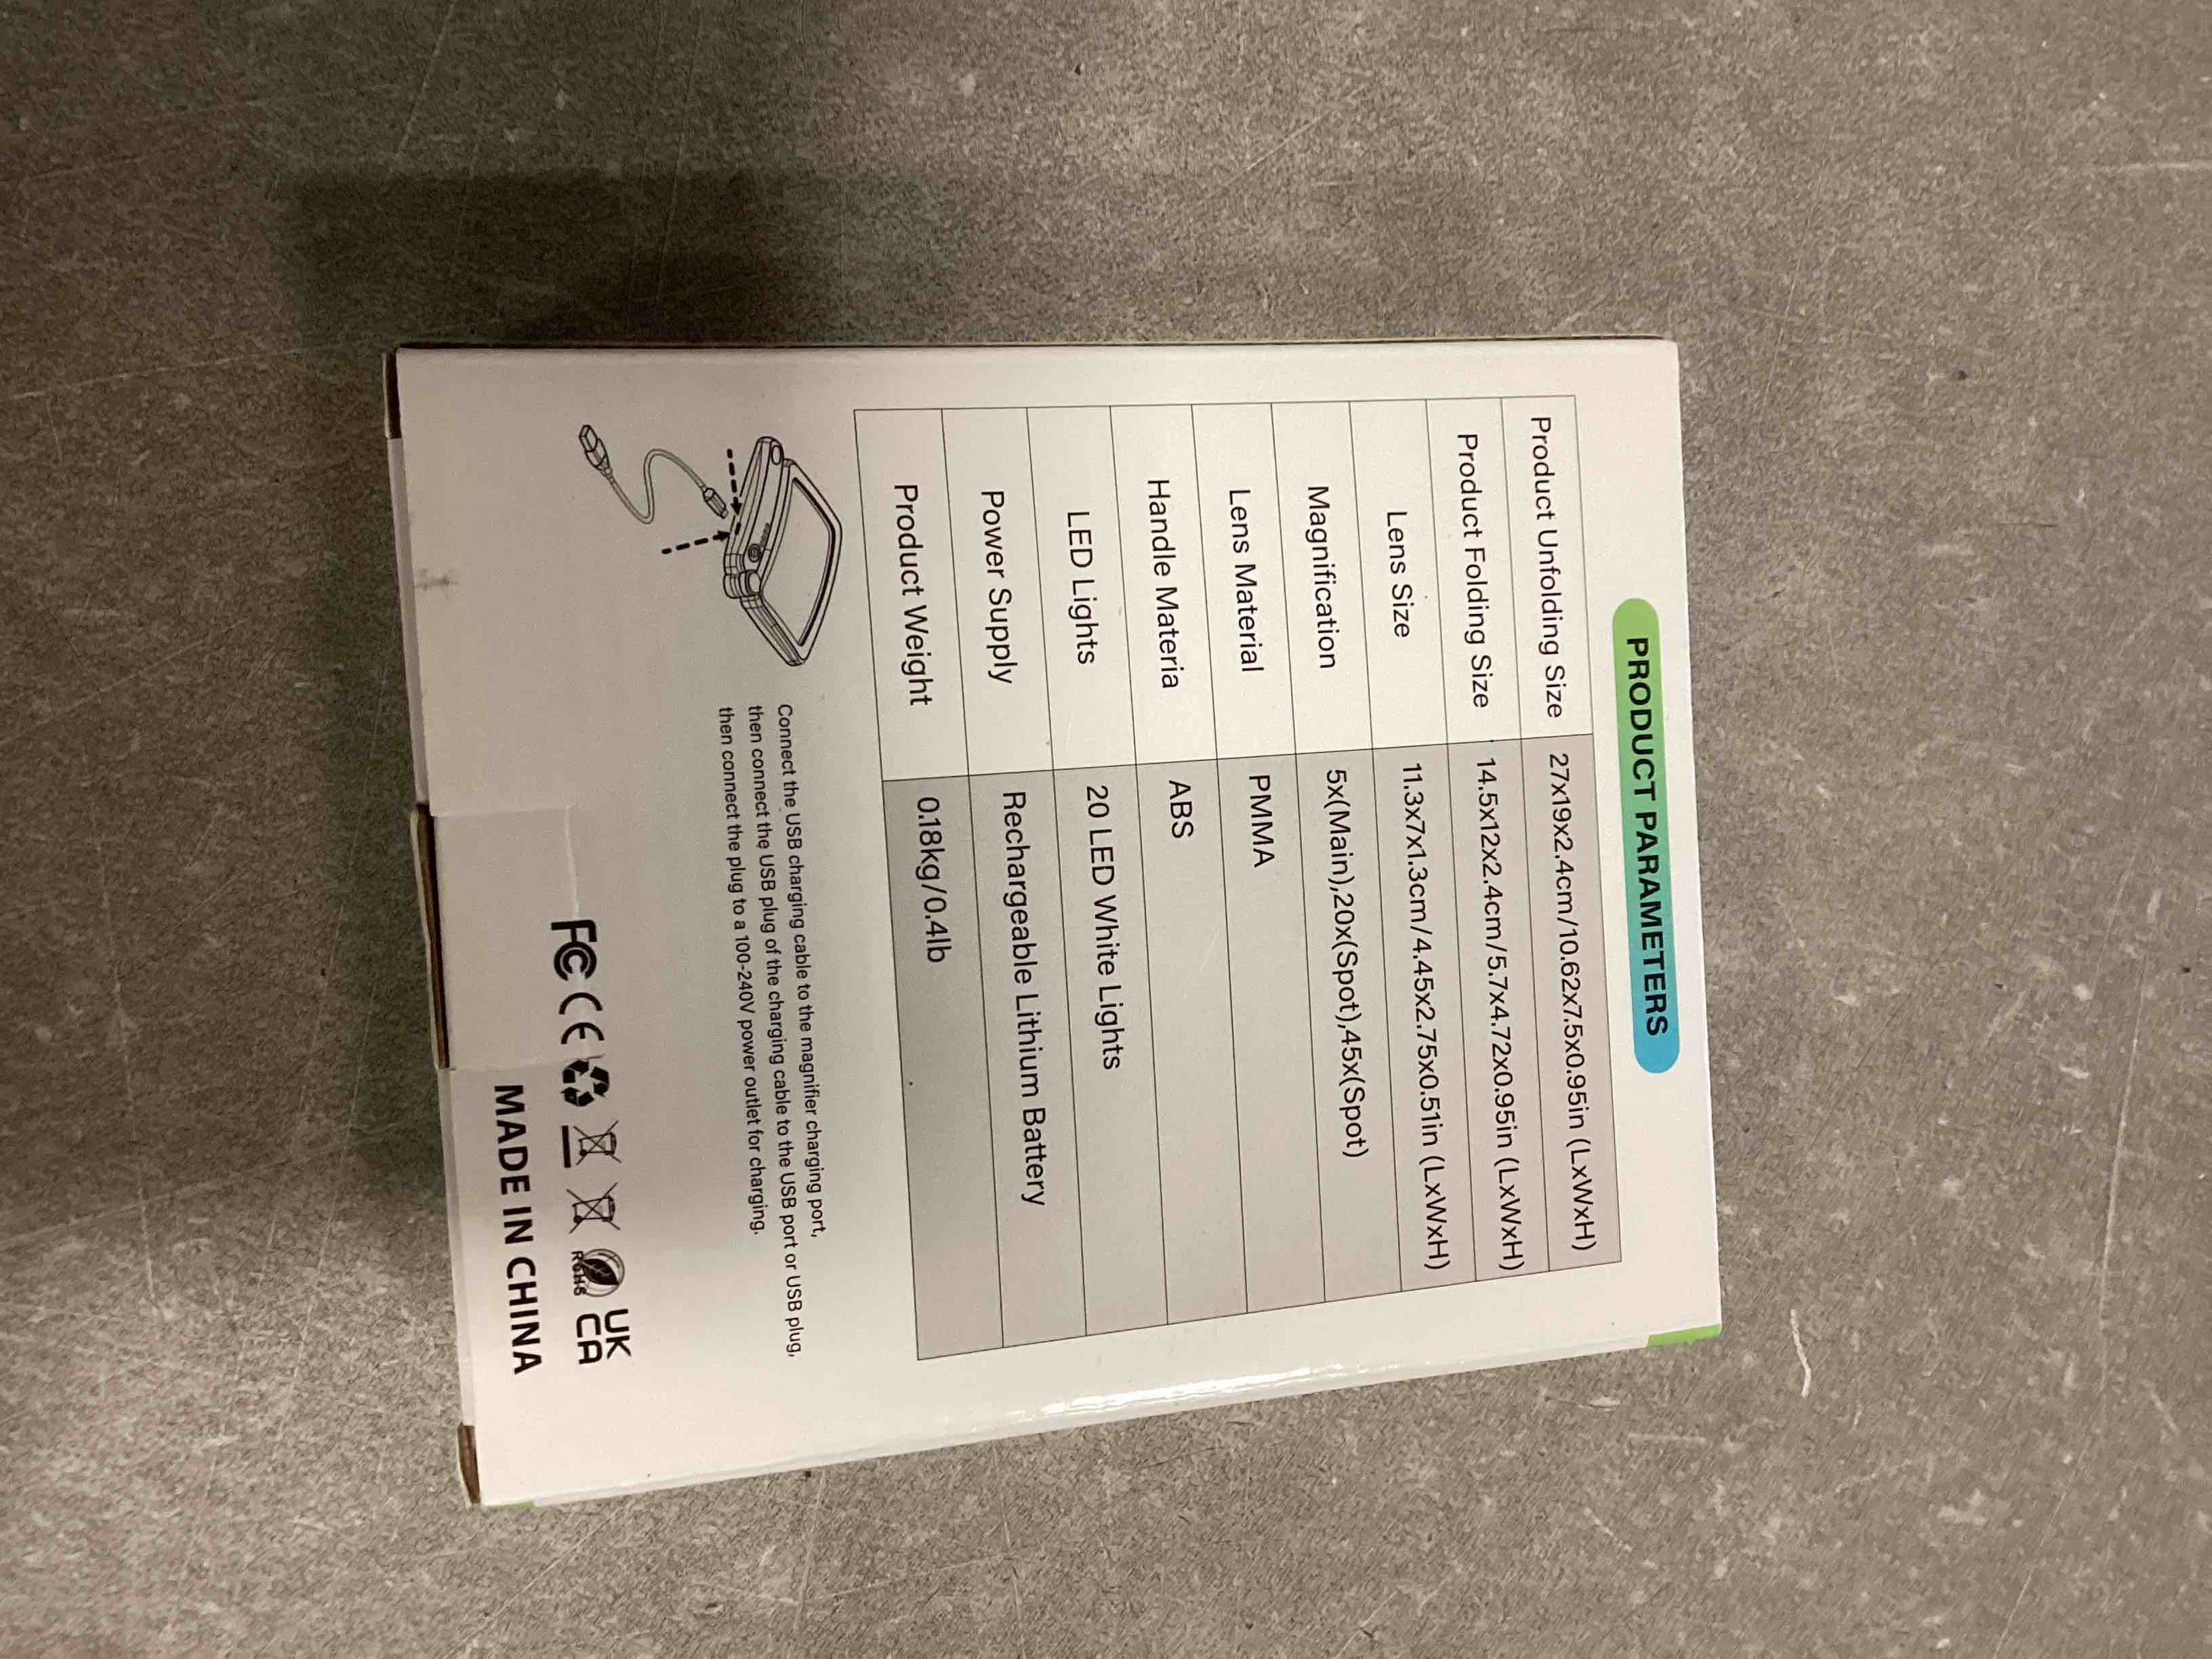 PRODUCT PARAMETERS
Product Unfolding Size 27x19x2.4cm/10.62x7.5x0.95in (LxWxH)
Product Folding Size 14.5x12x2.4cm/5.7x4.72x0.95in (LxWxH)
Lens Size 11.3x7x1.3cm/4.45x2.75x0.51in (LxWxH)
Magnification 5x(Main),20x(Spot),45x(Spot)
Lens Material PMMA
Handle Materia ABS
LED Lights 20 LED White Lights
Power Supply Rechargeable Lithium Battery
Product Weight 0.18kg/0.4lb
Connect the USB charging cable to the magnifier charging port,
then connect the USB plug of the charging cable to the USB port or USB plug,
then connect the plug to a 100-240V power outlet for charging.
FC CE RoHS UK
CA
MADE IN CHINA